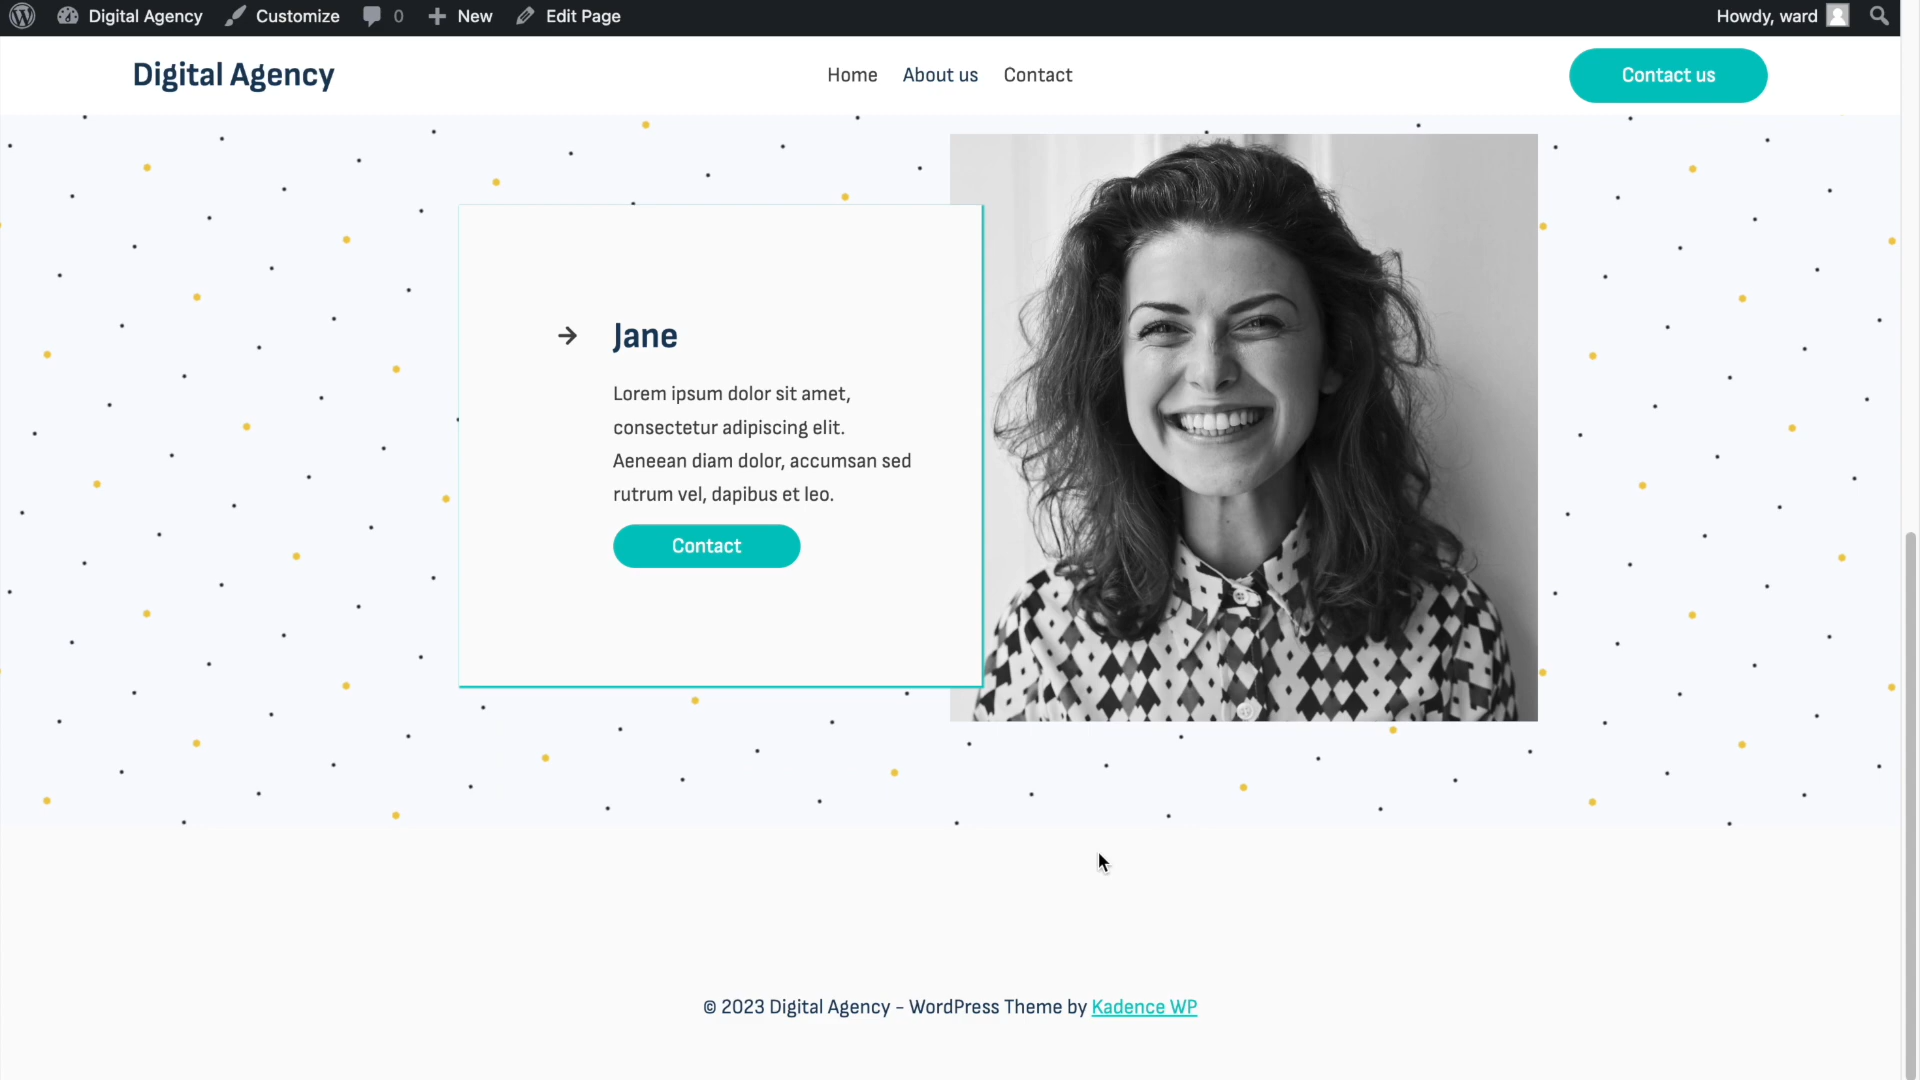 Digital Agency Customize 0 New Edit Page Howdy, ward
Digital Agency Home About us Contact Contact us
Jane
Lorem ipsum dolor sit amet,
consectetur adipiscing elit.
Aeneean diam dolor, accumsan sed
rutrum vel, dapibus et leo.
Contact
© 2023 Digital Agency - WordPress Theme by Kadence WP